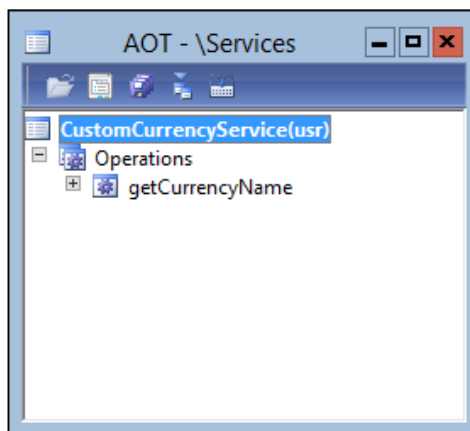 AOT - \Services
CustomCurrencyService(usr)
Operations
getCurrencyName